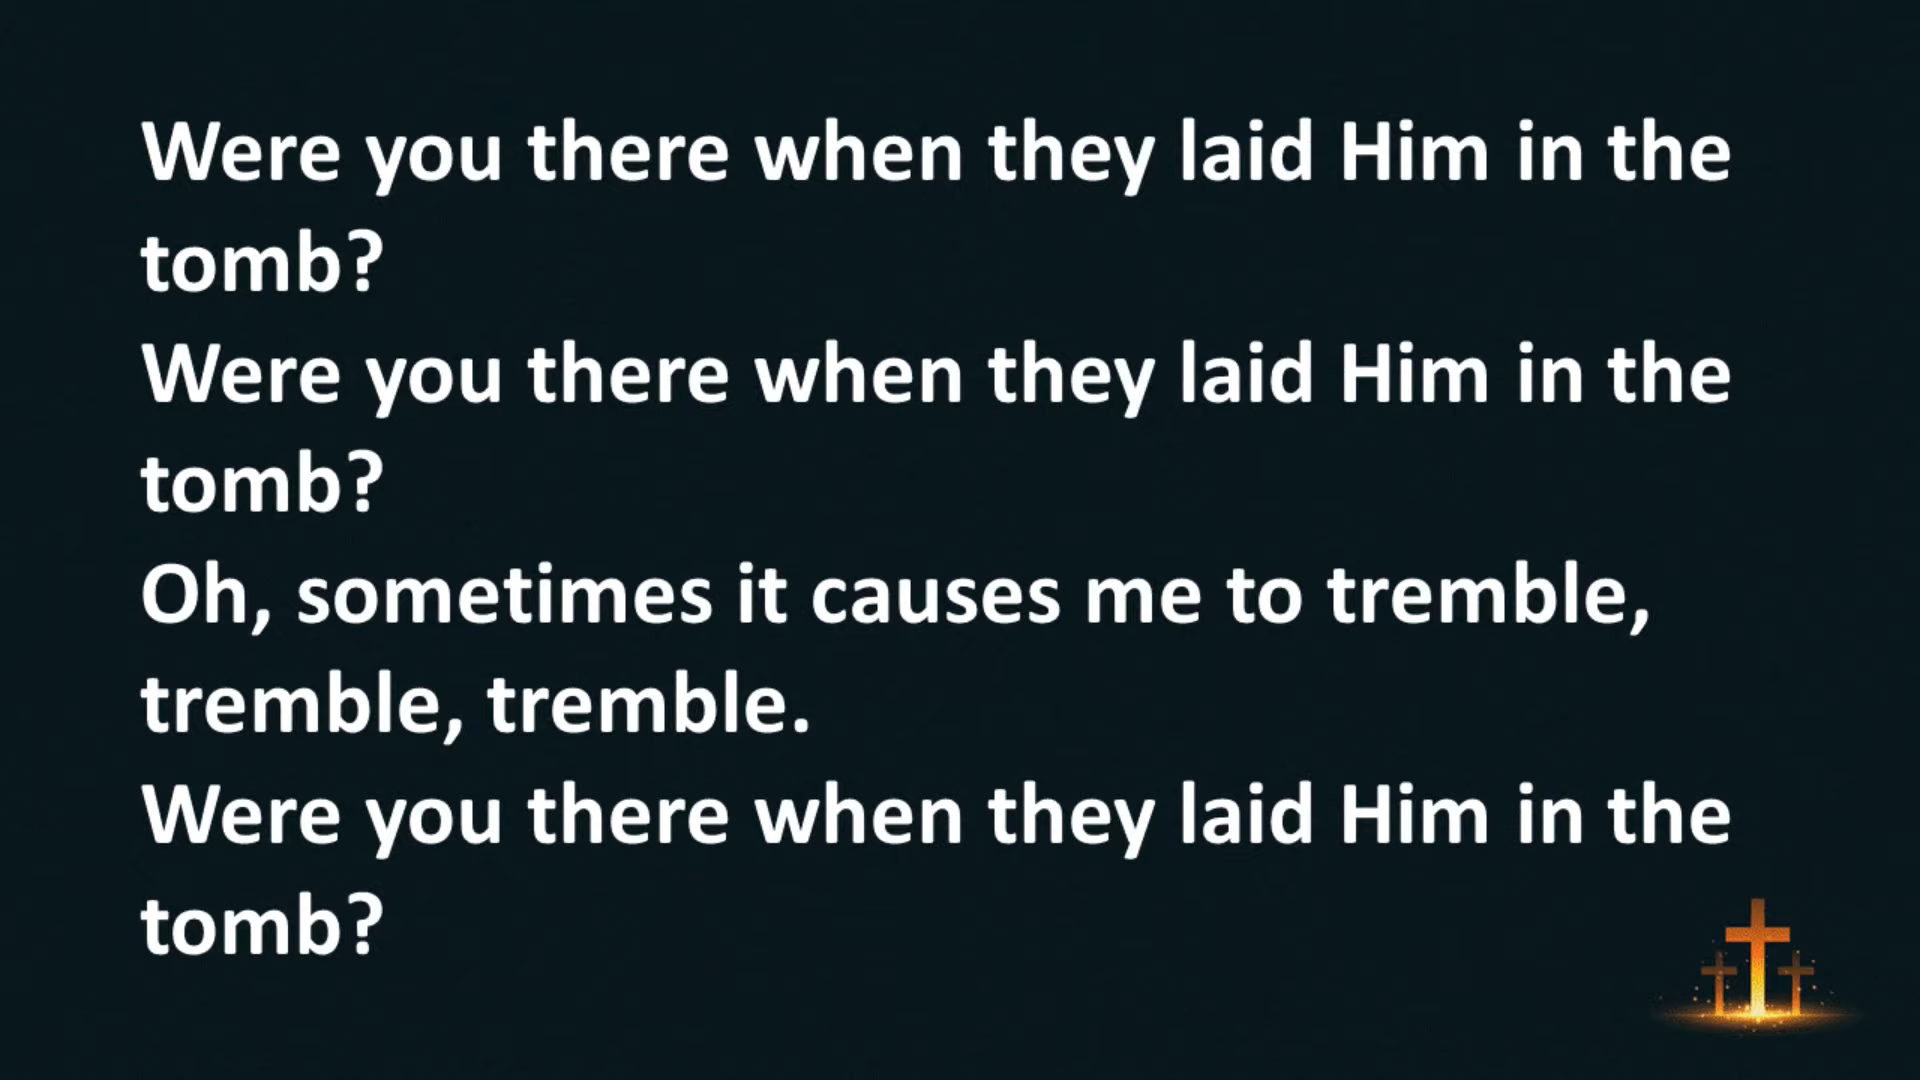 Were you there when they laid Him in the
tomb?
Were you there when they laid Him in the
tomb?
Oh, sometimes it causes me to tremble,
tremble, tremble.
Were you there when they laid Him in the
tomb?